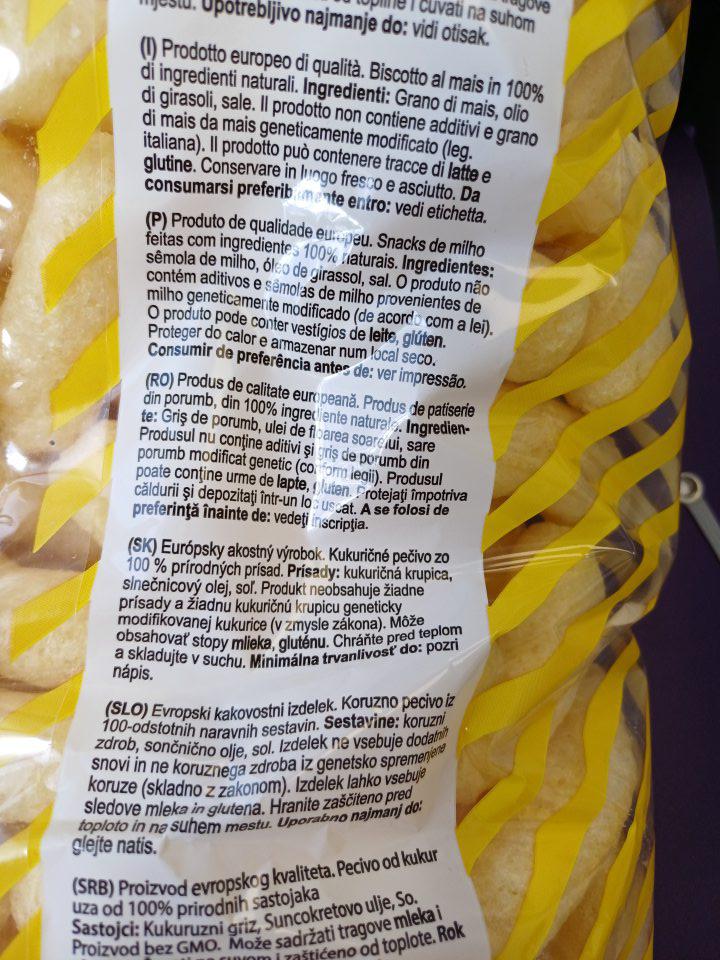 tragove
toplne i čuvati na suhom
mjestu. Upotrebljivo najmanje do: vidi otisak.
(I) Prodotto europeo di qualità. Biscotto al mais in 100%
di ingredienti naturali. Ingredienti: Grano di mais, olio
di girasoli, sale. Il prodotto non contiene additivi e grano
di mais da mais geneticamente modificato (leg.
italiana). Il prodotto può contenere tracce di latte e
glutine. Conservare in luogo fresco e asciutto. Da
consumarsi preferibilmente entro: vedi etichetta.
(P) Produto de qualidade europeu. Snacks de milho
feitas com ingredientes 100% naturais. Ingredientes:
sêmola de milho, óleo de girassol, sal. O produto não
contém aditivos e sêmolas de milho provenientes de
milho geneticamente modificado (de acordo com a lei).
O produto pode conter vestígios de leite, glúten.
Proteger do calor e armazenar num local seco.
Consumir de preferência antes de: ver impressão.
(RO) Produs de calitate europeană. Produs de patiserie
din porumb, din 100% ingrediente naturale. Ingredien-
te: Griş de porumb, ulei de floarea soarelui, sare
Produsul nu conţine aditivi şi griş de porumb din
porumb modificat genetic (conform legii). Produsul
poate conţine urme de lapte, gluten. Protejaţi împotriva
căldurii şi depozitaţi într-un loc uscat. A se folosi de
preferinţă înainte de: vedeţi inscripţia.
(SK) Európsky akostný výrobok. Kukuričné pečivo zo
100 % prírodných prísad. Prísady: kukuričná krupica,
slnečnicový olej, soľ. Produkt neobsahuje žiadne
prísady a žiadnu kukuričnú krupicu geneticky
modifikovanej kukurice (v zmysle zákona). Môže
obsahovať stopy mlieka, gluténu. Chráňte pred teplom
a skladujte v suchu. Minimálna trvanlivosť do: pozri
nápis.
(SLO) Evropski kakovostni izdelek. Koruzno pecivo iz
100-odstotnih naravnih sestavin. Sestavine: koruzni
zdrob, sončnično olje, sol. Izdelek ne vsebuje dodatnih
snovi in ne koruznega zdroba iz genetsko spremenjene
koruze (skladno z zakonom). Izdelek lahko vsebuje
sledove mleka in glutena. Hranite zaščiteno pred
toploto in na suhem mestu. Uporabno najmanj do:
glejte natis.
(SRB) Proizvod evropskog kvaliteta. Pecivo od kukur
uza od 100% prirodnih sastojaka
Sastojci: Kukuruzni griz, Suncokretovo ulje, So.
Proizvod bez GMO. Može sadržati tragove mleka i
suvom i zaštićeno od toplote. Rok